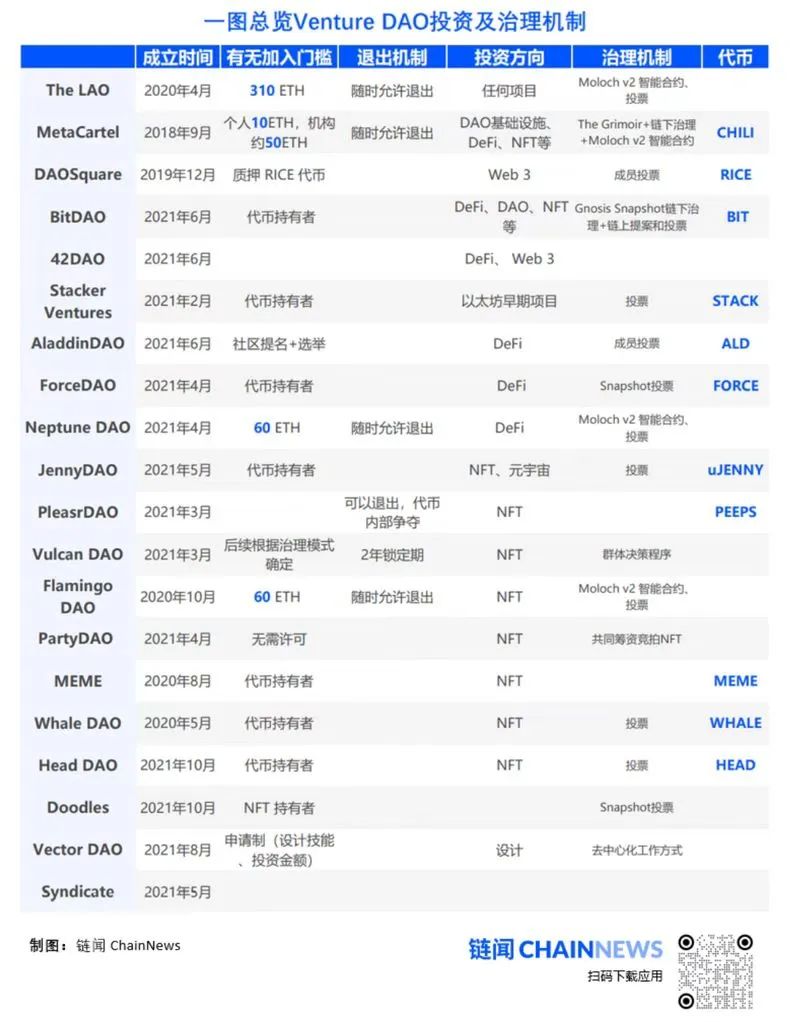 一图总览Venture DAO投资及治理机制
成立时间 有无加入门槛 退出机制 投资方向 治理机制 代币
The LAO 2020年4月 310 ETH 随时允许退出 任何项目 Moloch v2 智能合约、
投票
MetaCartel 2018年9月 个人10ETH，机构
约50ETH 随时允许退出 DAO基础设施、
DeFi、NFT等 The Grimoir+链下治理
+Moloch v2 智能合约 CHILI
DAOSquare 2019年12月 质押 RICE 代币 Web 3 成员投票 RICE
BitDAO 2021年6月 代币持有者 DeFi、DAO、NFT
等 Gnosis Snapshot链下治
理+链上提案和投票 BIT
42DAO 2021年6月 DeFi、 Web 3
Stacker
Ventures 2021年2月 代币持有者 以太坊早期项目 投票 STACK
AladdinDAO 2021年6月 社区提名+选举 DeFi 成员投票 ALD
ForceDAO 2021年4月 代币持有者 DeFi Snapshot投票 FORCE
Neptune DAO 2021年4月 60 ETH 随时允许退出 DeFi Moloch v2 智能合约、
投票
JennyDAO 2021年5月 代币持有者 NFT、元宇宙 投票 uJENNY
PleasrDAO 2021年3月 可以退出，代币
内部争夺 NFT PEEPS
Vulcan DAO 2021年3月 后续根据治理模式
确定 2年锁定期 NFT 群体决策程序
Flamingo
DAO 2020年10月 60 ETH 随时允许退出 NFT Moloch v2 智能合约、
投票
PartyDAO 2021年4月 无需许可 NFT 共同筹资竞拍NFT
MEME 2020年8月 代币持有者 NFT MEME
Whale DAO 2020年5月 代币持有者 NFT 投票 WHALE
Head DAO 2021年10月 代币持有者 NFT 投票 HEAD
Doodles 2021年10月 NFT 持有者 Snapshot投票
Vector DAO 2021年8月 申请制（设计技能
、投资金额） 设计 去中心化工作方式
Syndicate 2021年5月
制图：链闻 ChainNews
链闻 CHAINNEWS
扫码下载应用